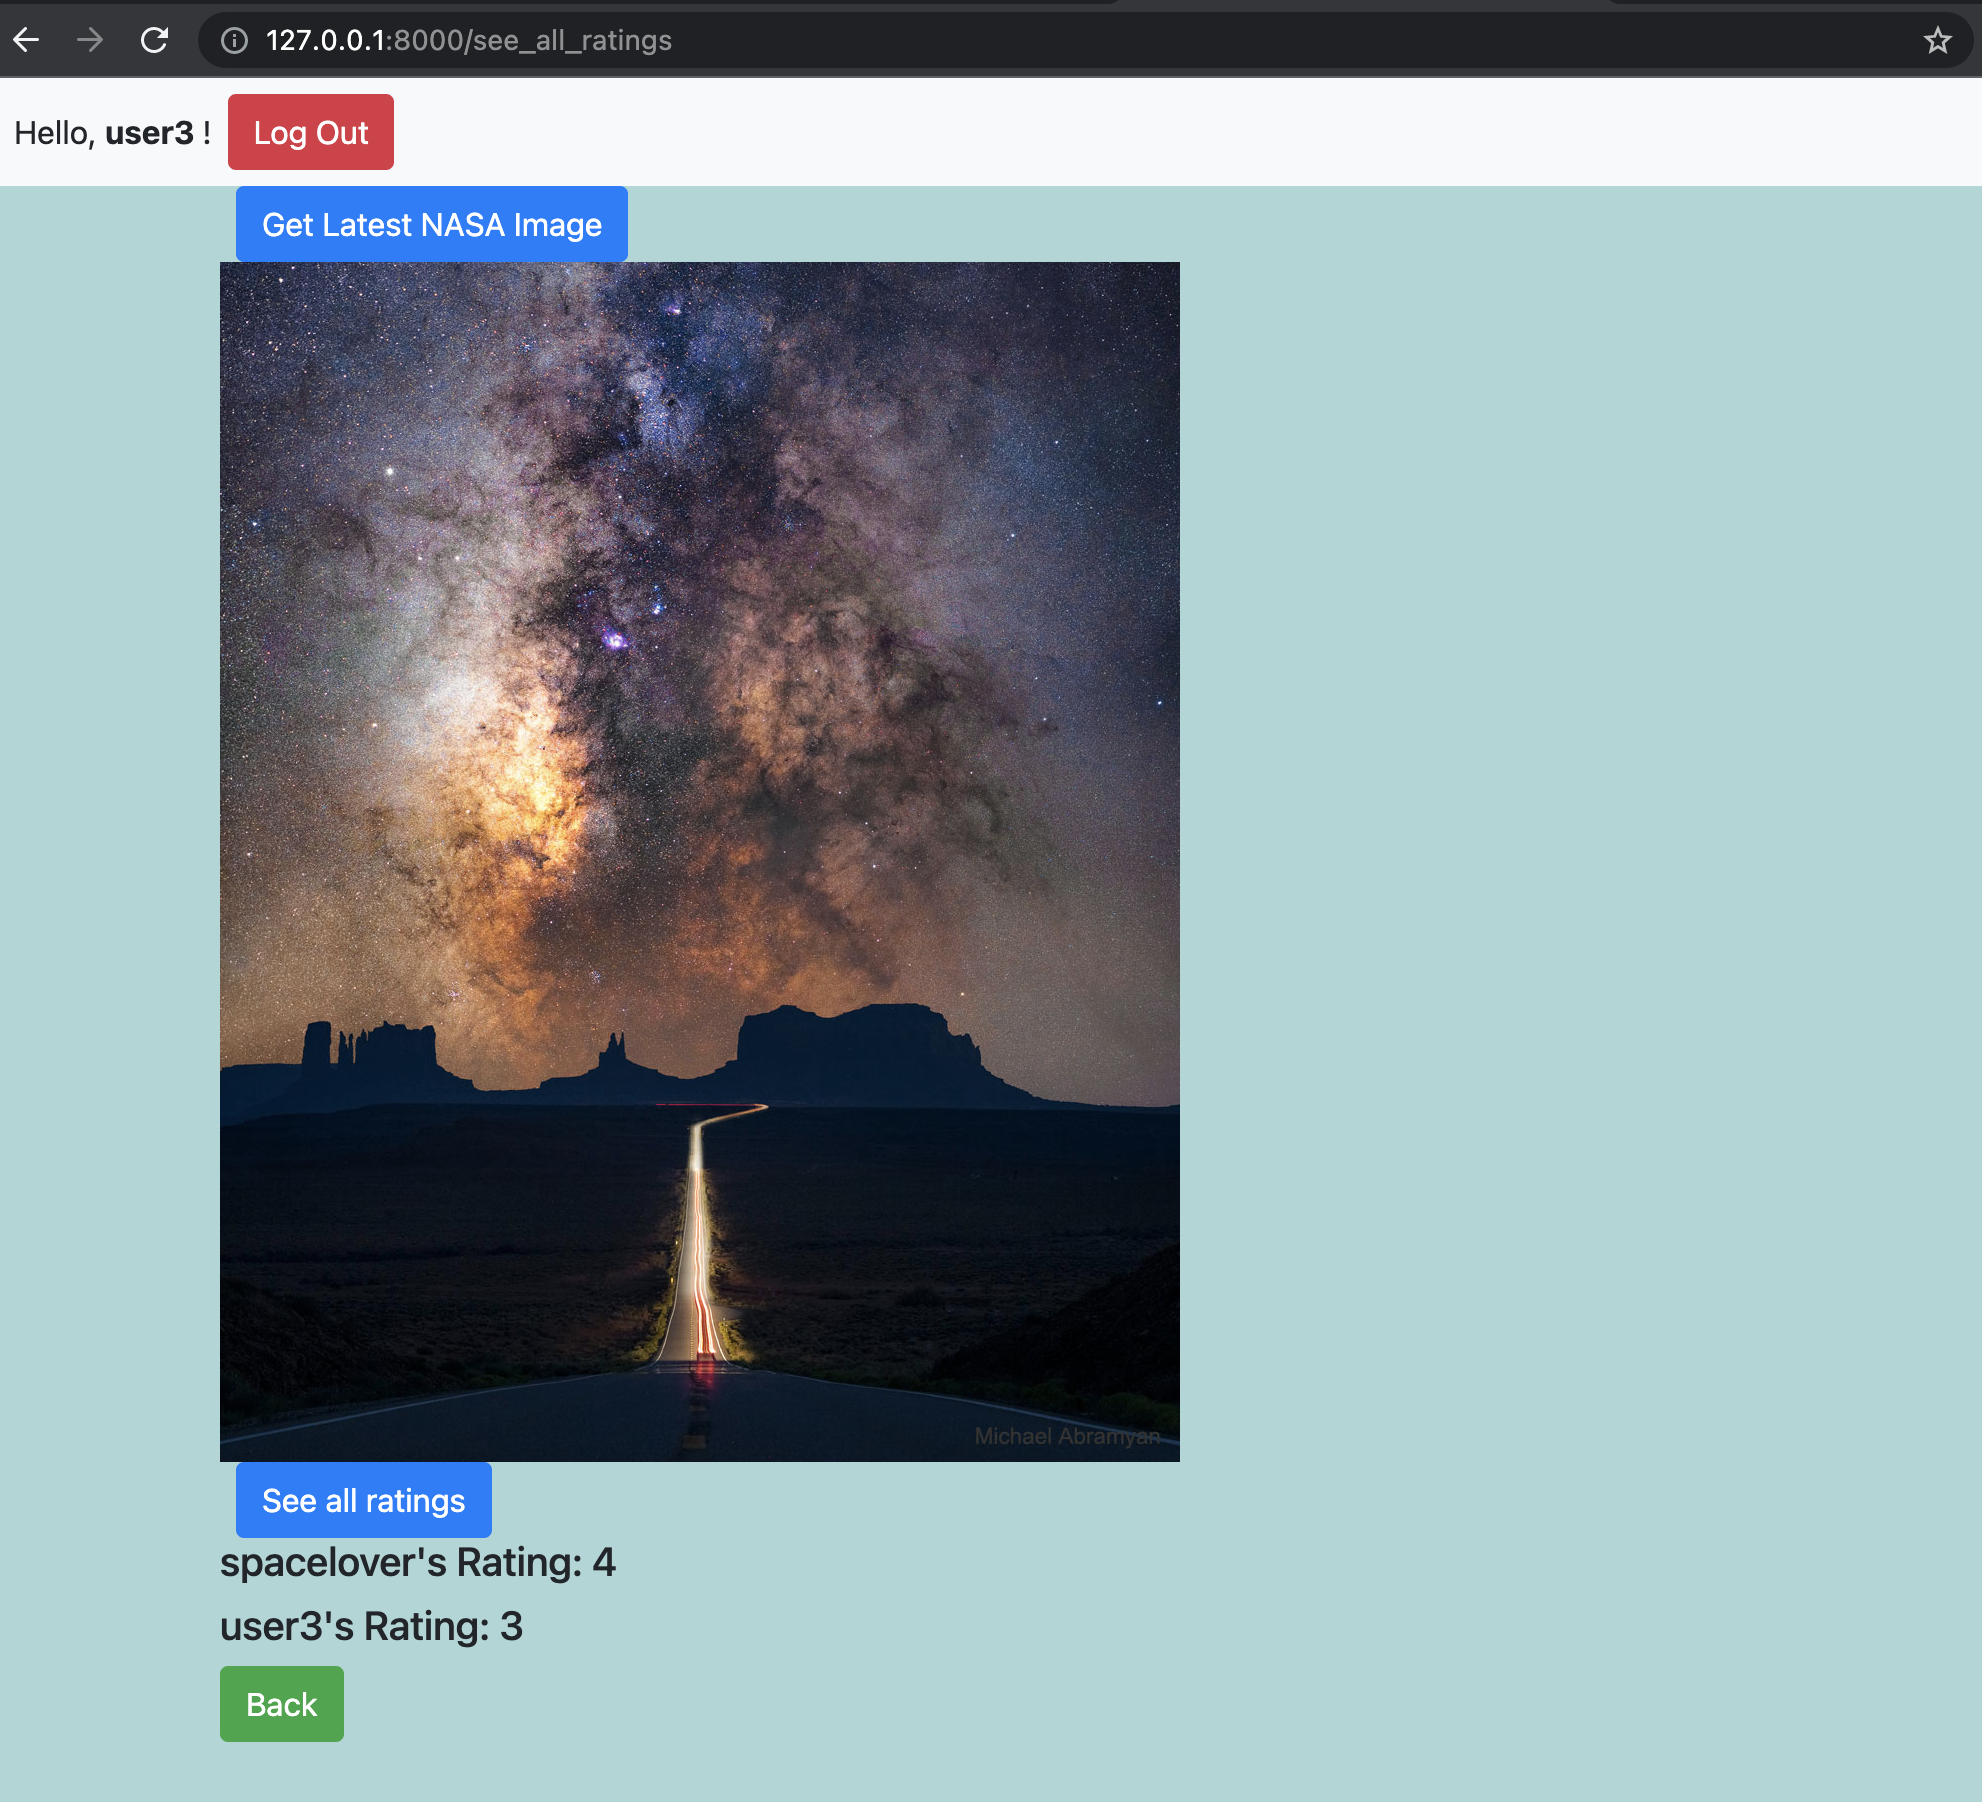 127.0.0.1:8000/see_all_ratings
Hello, user3 ! Log Out
Get Latest NASA Image
Michael Abramyan
See all ratings
spacelover's Rating: 4
user3's Rating: 3
Back